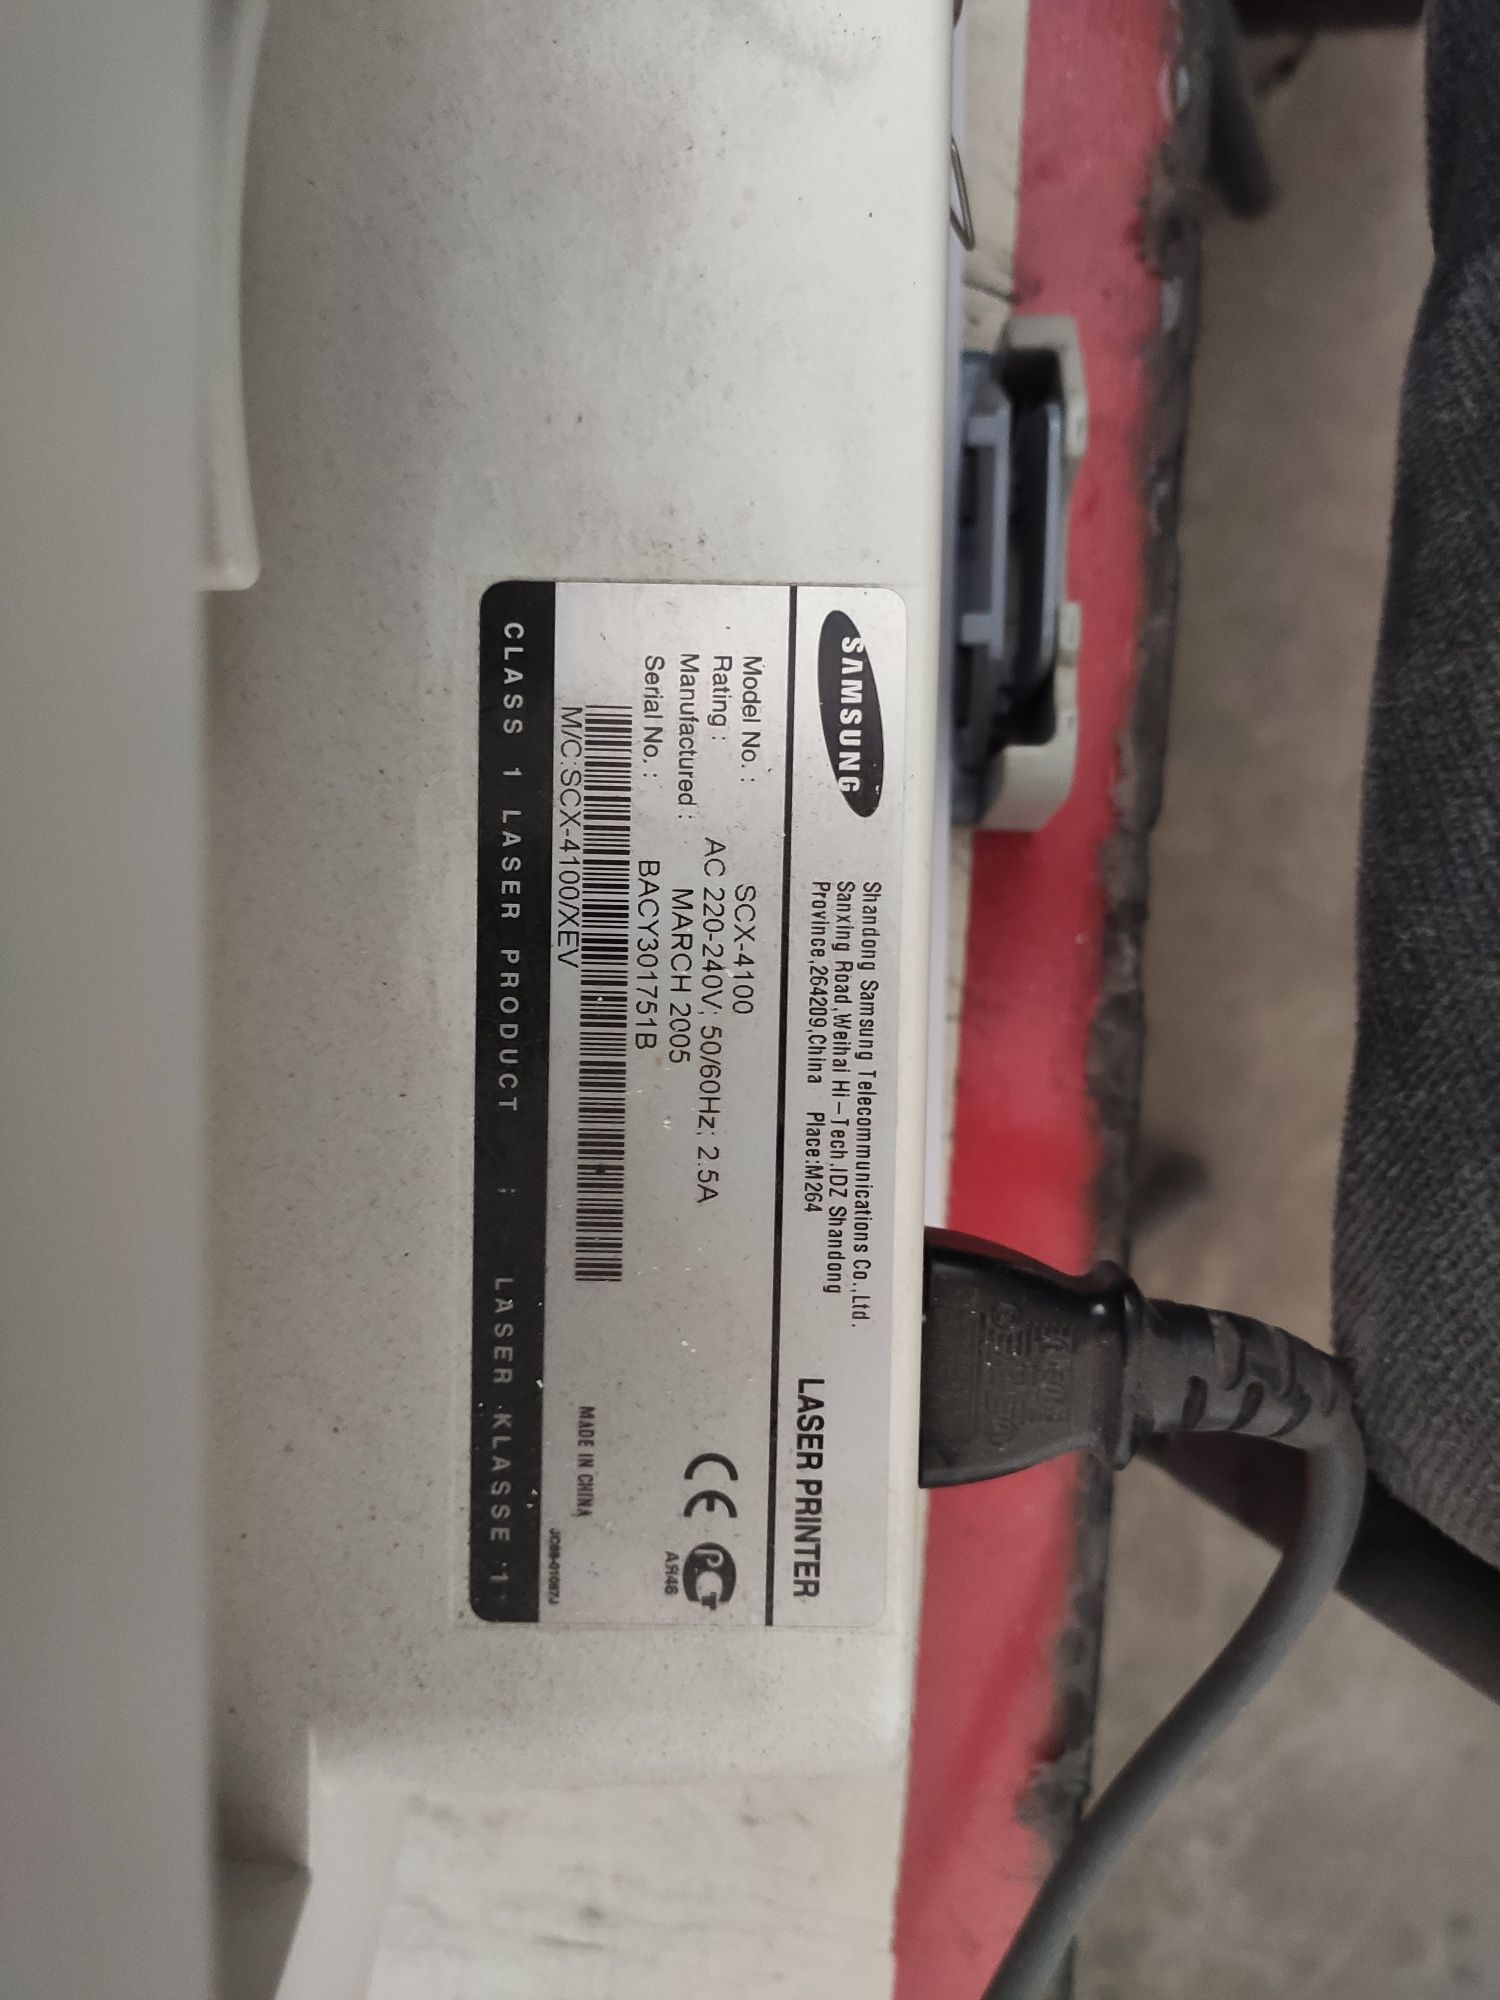 SAMSUNG
Shandong Samsung Telecommunications Co.,Ltd.
Sanxing Road,Weihai Hi-Tech.IDZ Shandong
Province,264209,China Place:M264
LASER PRINTER
Model No. : SCX-4100
Rating : AC 220-240V; 50/60Hz; 2.5A
Manufactured : MARCH 2005
Serial No. : BACY301751B
M/C:SCX-4100/XEV
CE
PCT
MADE IN CHINA
CLASS 1 LASER PRODUCT ; LASER KLASSE 1